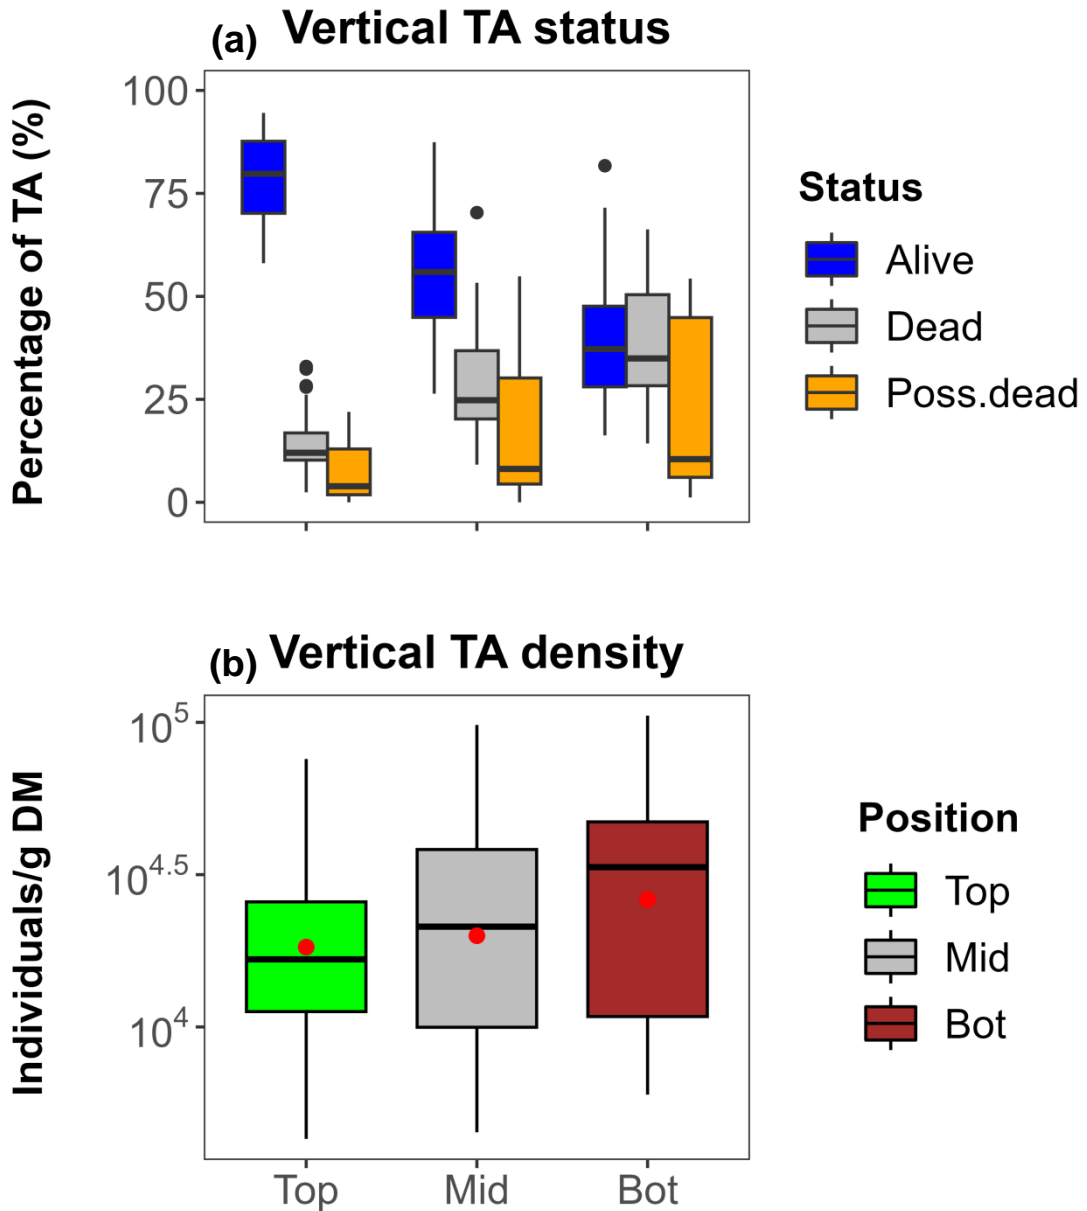 (a) Vertical TA status
Percentage of TA (%)
100
75
50
25
0
Status
Alive
Dead
Poss.dead
(b) Vertical TA density
Individuals/g DM
10^5
10^4.5
10^4
Top Mid Bot
Position
Top
Mid
Bot